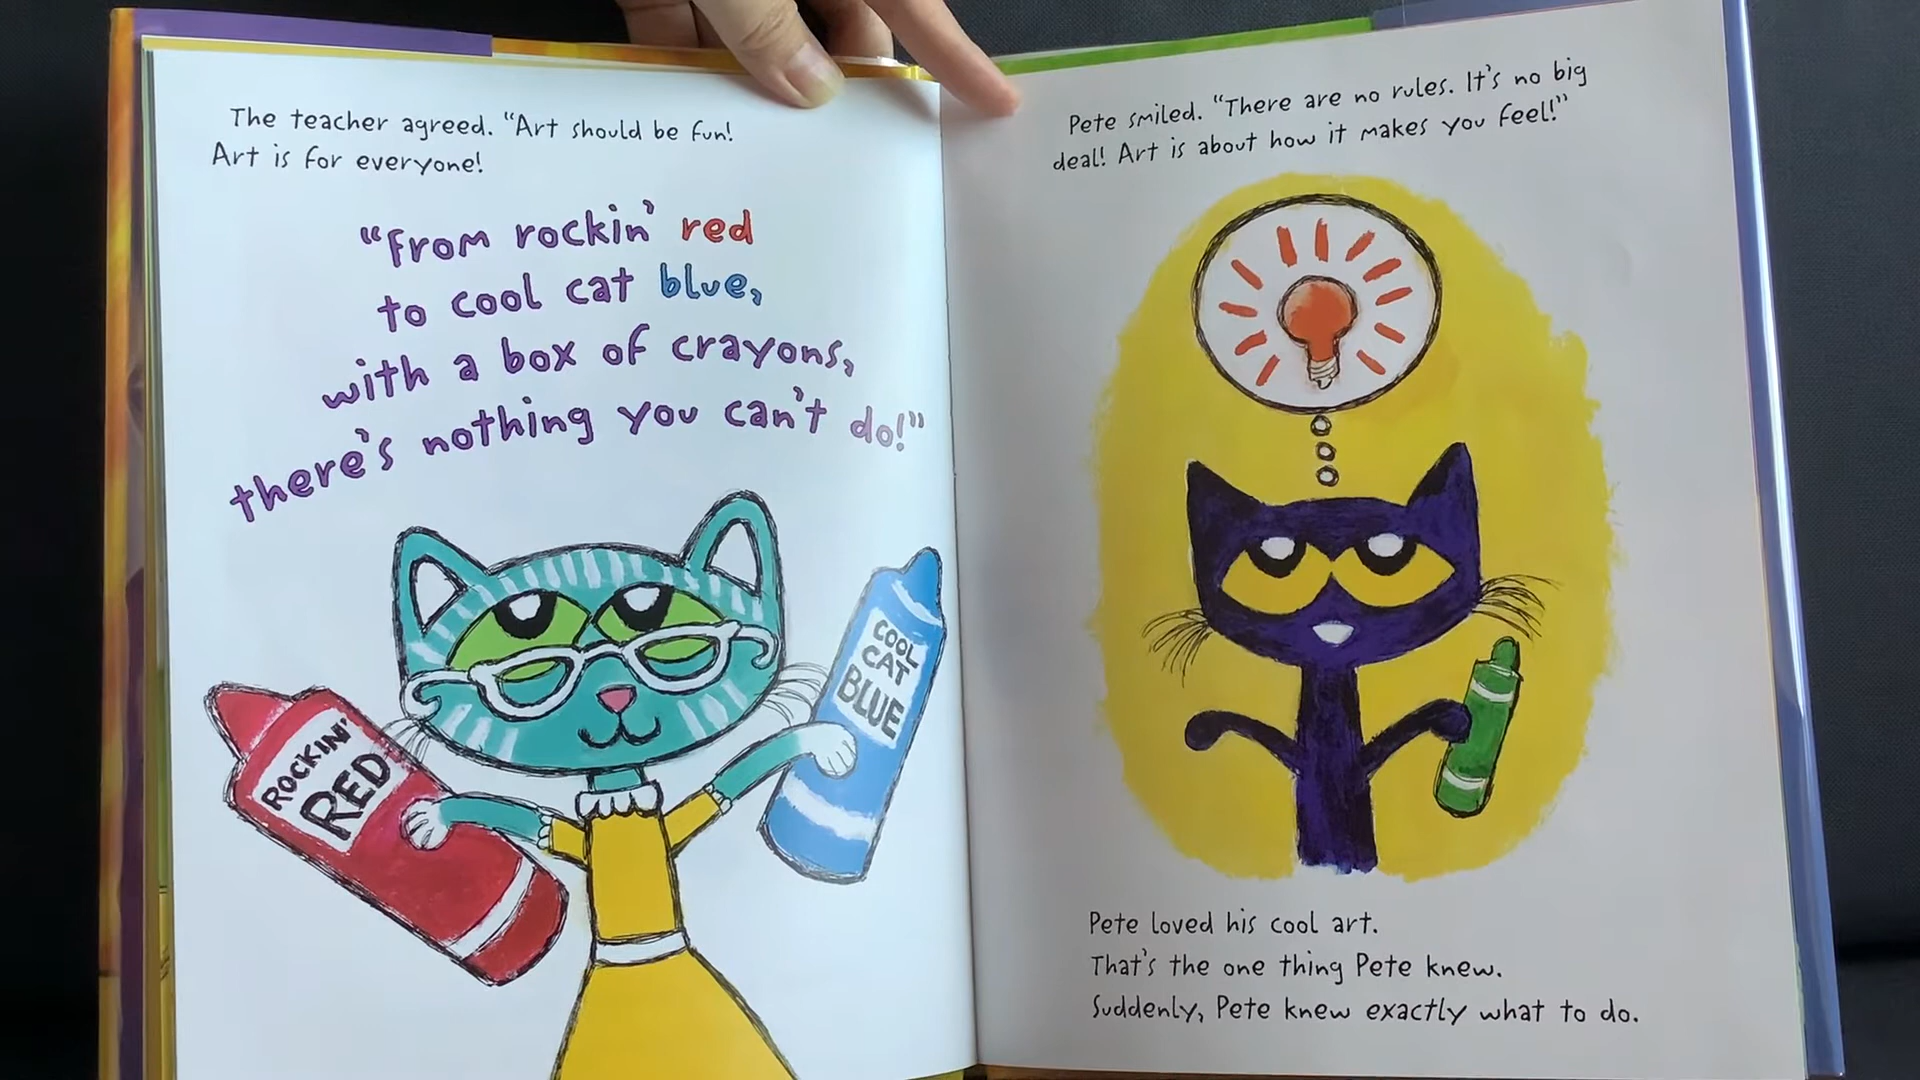 The teacher agreed. "Art should be fun!
Art is for everyone!
"From rockin' red
to cool cat blue,
with a box of crayons,
there's nothing you can't do!"
ROCKIN'
RED
COOL
CAT
BLUE
Pete smiled. "There are no rules. It's no big
deal! Art is about how it makes you feel!"
Pete loved his cool art.
That's the one thing Pete knew.
Suddenly, Pete knew exactly what to do.